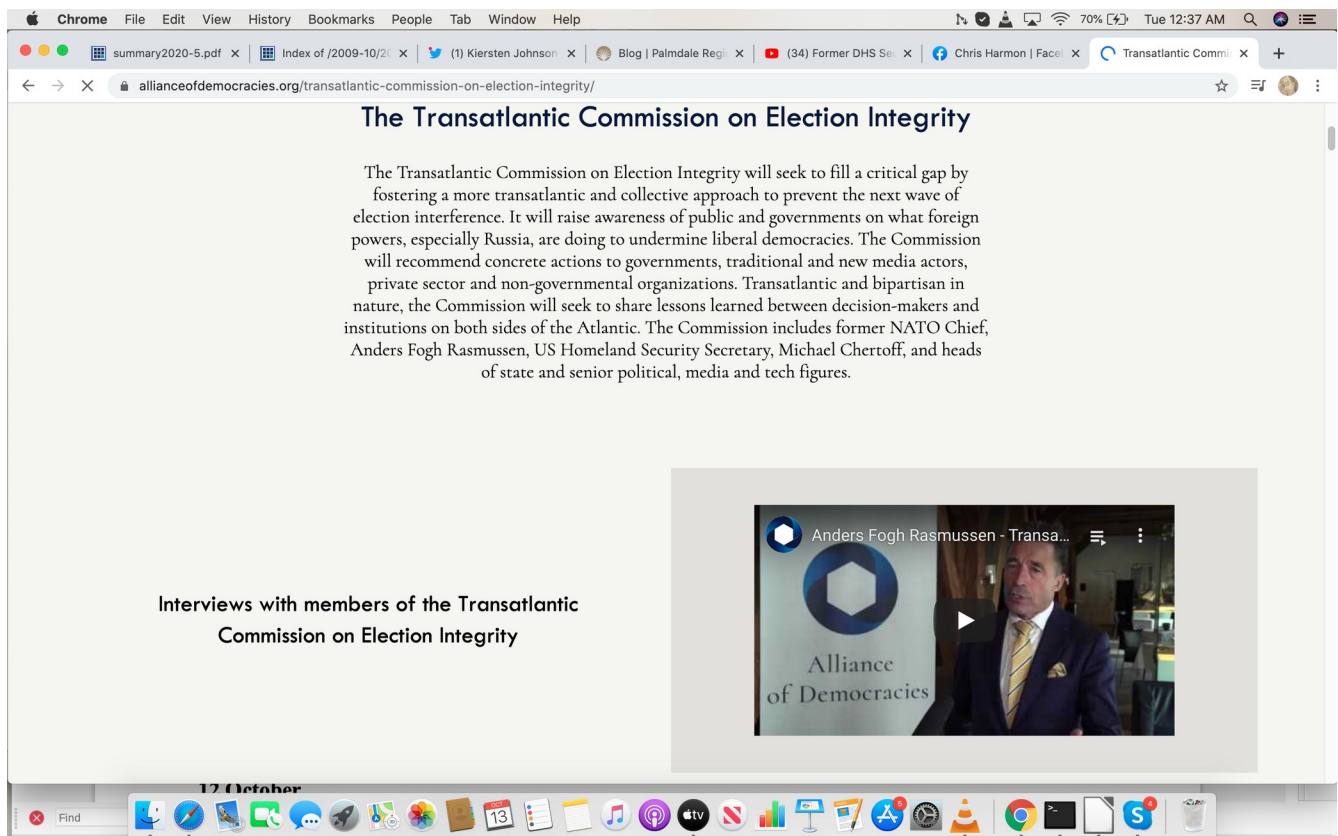 Chrome File Edit View History Bookmarks People Tab Window Help 70% Tue 12:37 AM
summary2020-5.pdf Index of /2009-10/20 (1) Kiersten Johnson Blog | Palmdale Regi (34) Former DHS Sec Chris Harmon | Face Transatlantic Commis
allianceofdemocracies.org/transatlantic-commission-on-election-integrity/
The Transatlantic Commission on Election Integrity
The Transatlantic Commission on Election Integrity will seek to fill a critical gap by
fostering a more transatlantic and collective approach to prevent the next wave of
election interference. It will raise awareness of public and governments on what foreign
powers, especially Russia, are doing to undermine liberal democracies. The Commission
will recommend concrete actions to governments, traditional and new media actors,
private sector and non-governmental organizations. Transatlantic and bipartisan in
nature, the Commission will seek to share lessons learned between decision-makers and
institutions on both sides of the Atlantic. The Commission includes former NATO Chief,
Anders Fogh Rasmussen, US Homeland Security Secretary, Michael Chertoff, and heads
of state and senior political, media and tech figures.
Anders Fogh Rasmussen - Transa...
Interviews with members of the Transatlantic
Commission on Election Integrity
Alliance
of Democracies
12 October
Find
OCT
13
tv
5
4